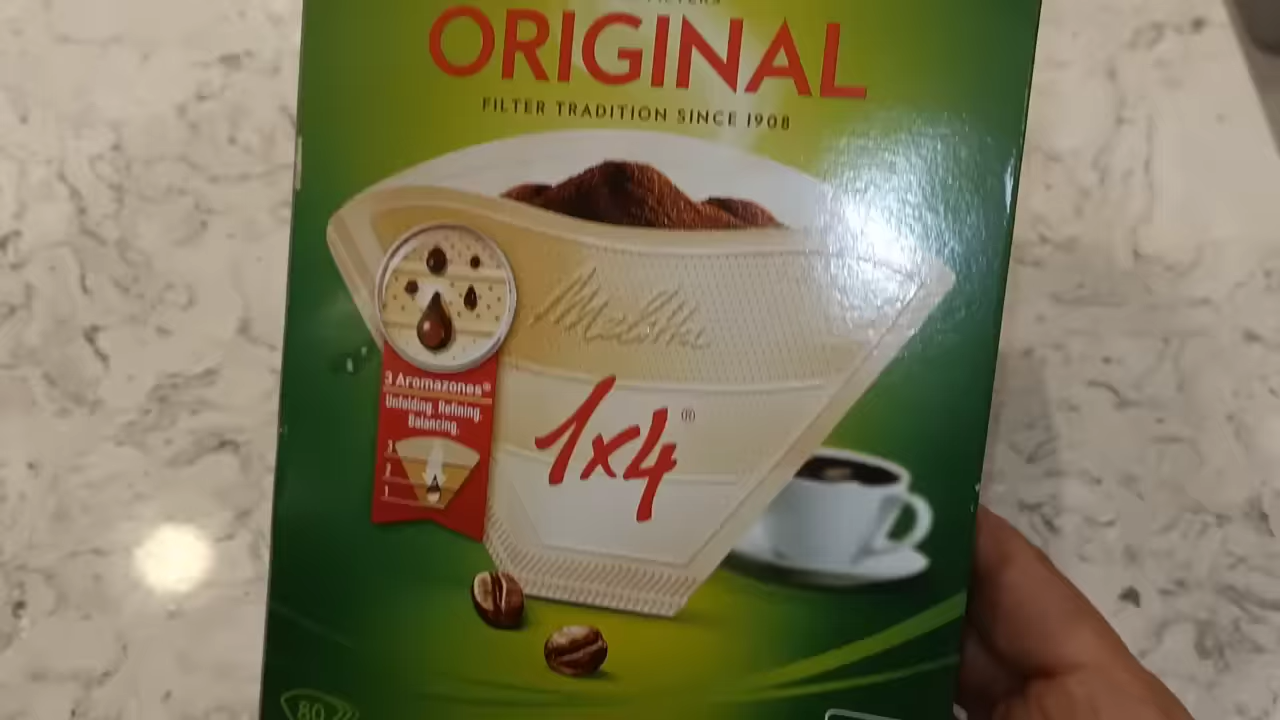 ORIGINAL
FILTER TRADITION SINCE 1908
Melitta
3 Aromazones®
Unfolding. Refining.
Balancing.
1x4®
80